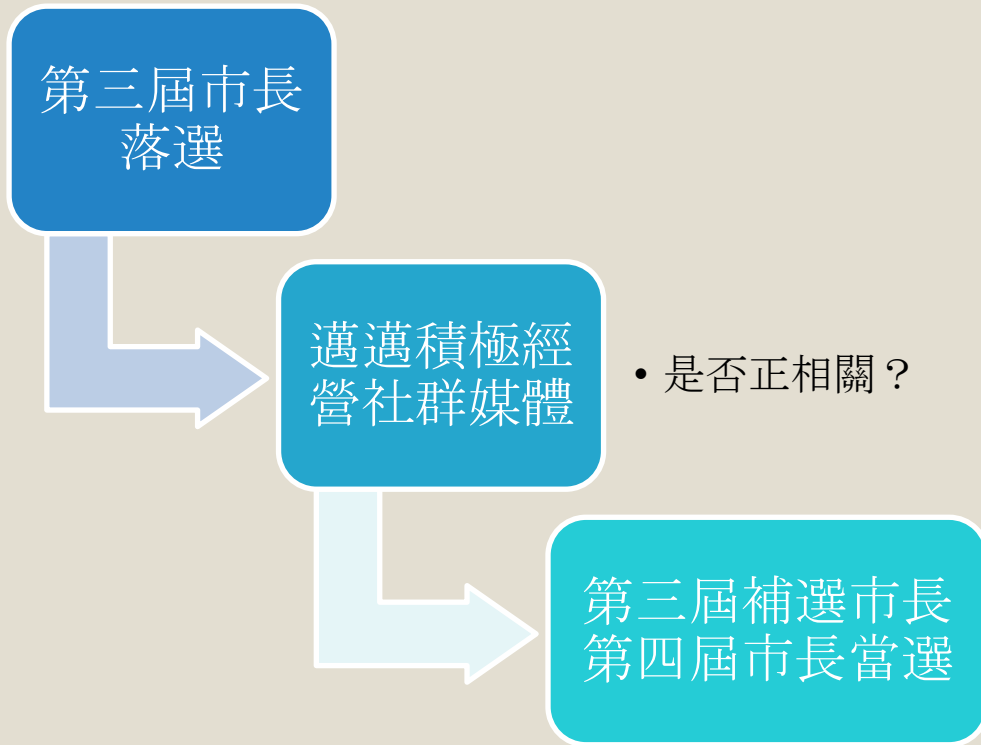 第三屆市長
落選
邁邁積極經
營社群媒體
• 是否正相關？
第三屆補選市長
第四屆市長當選